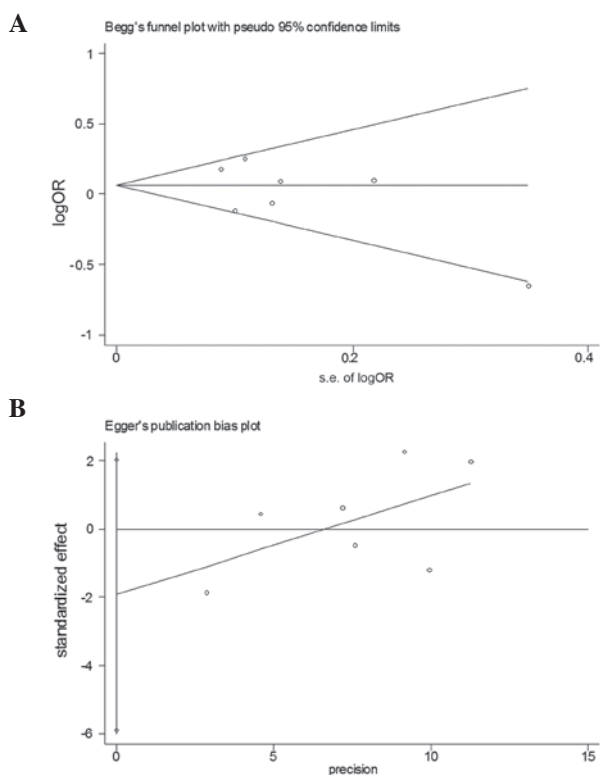 A
Begg's funnel plot with pseudo 95% confidence limits
1
0.5
0
-0.5
-1
logOR
0
0.2
0.4
s.e. of logOR
B
Egger's publication bias plot
2
0
-2
-4
-6
standardized effect
0
5
10
15
precision